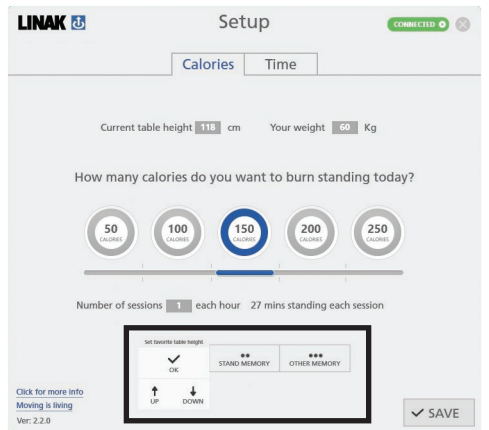 LINAK
Setup
CONNECTED
Calories Time
Current table height 118 cm Your weight 60 Kg
How many calories do you want to burn standing today?
50 100 150 200 250
CALORIES CALORIES CALORIES CALORIES CALORIES
Number of sessions 1 each hour 27 mins standing each session
Set favorite table height
OK STAND MEMORY OTHER MEMORY
UP DOWN
Click for more info
Moving is living
Ver: 2.2.0
SAVE